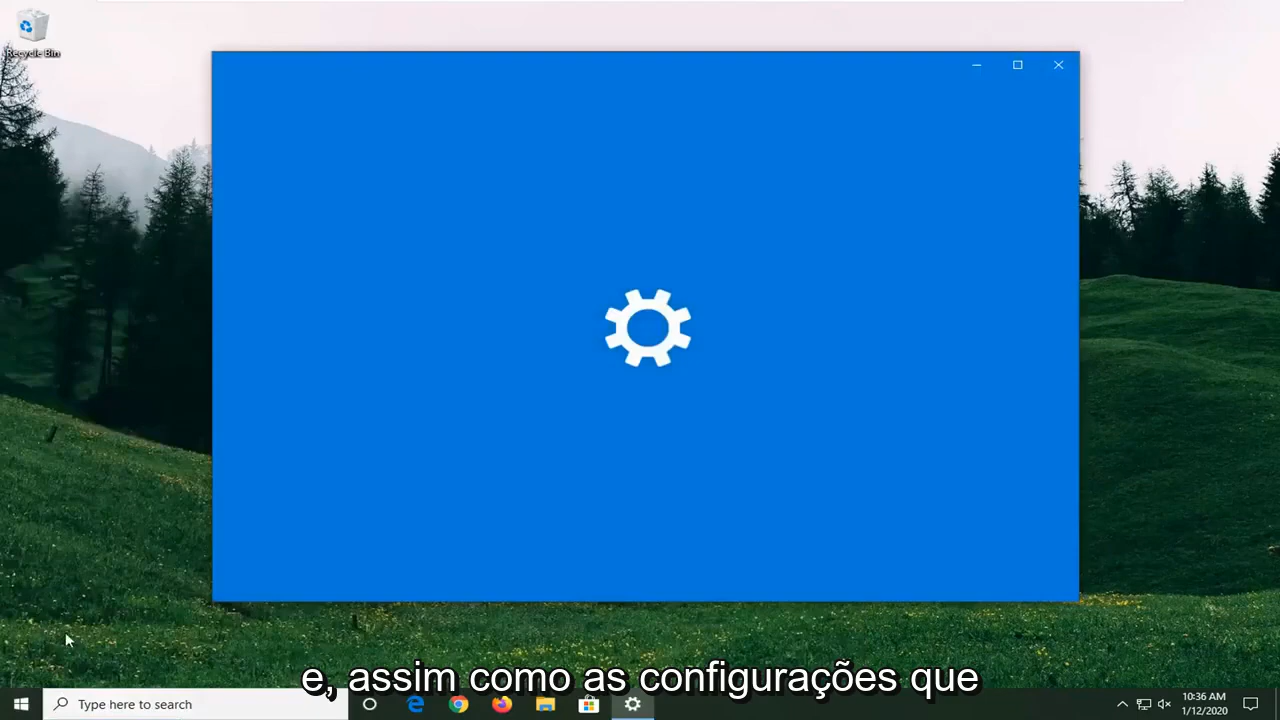 Recycle Bin
e, assim como as configurações que
Type here to search
10:36 AM
1/12/2020